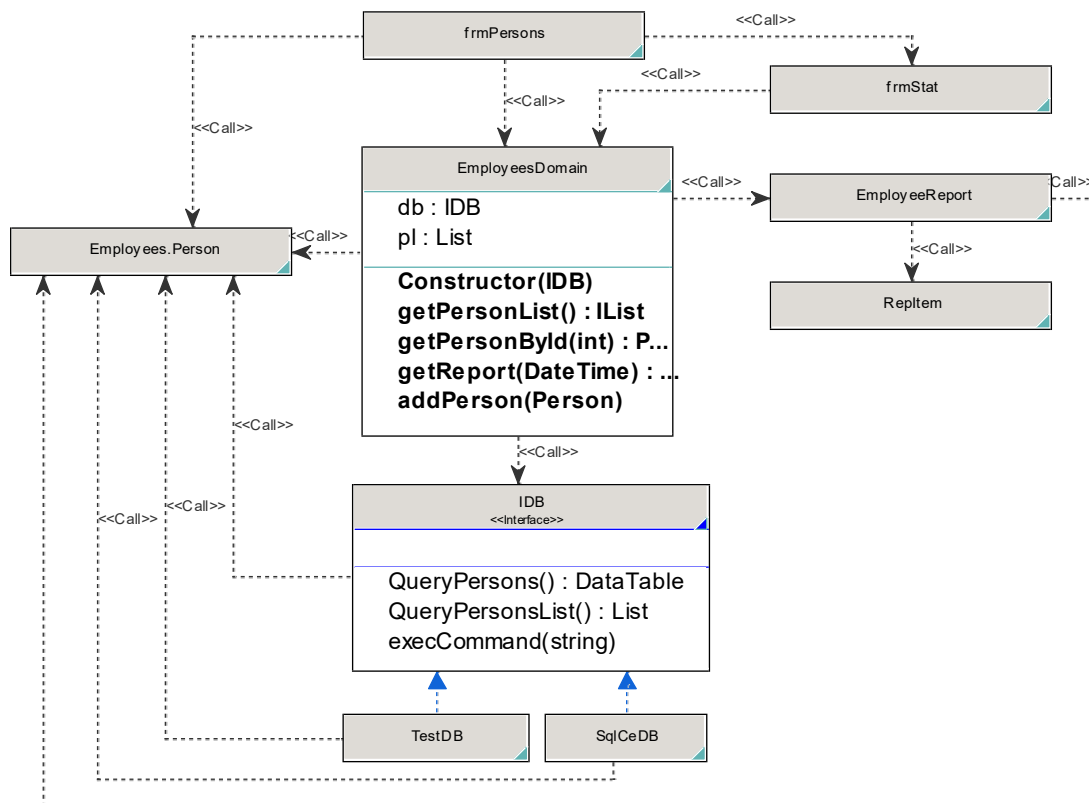 frmPersons
<<Call>>
frmStat
<<Call>>
<<Call>>
<<Call>>
EmployeesDomain
<<Call>>
EmployeeReport
Call>>
db : IDB
pl : List
Employees.Person
<<Call>>
<<Call>>
RepItem
Constructor(IDB)
getPersonList() : IList
getPersonById(int) : P...
getReport(DateTime) : ...
addPerson(Person)
<<Call>>
<<Call>>
IDB
<<Interface>>
<<Call>>
<<Call>>
QueryPersons() : DataTable
QueryPersonsList() : List
execCommand(string)
TestDB
SqlCeDB